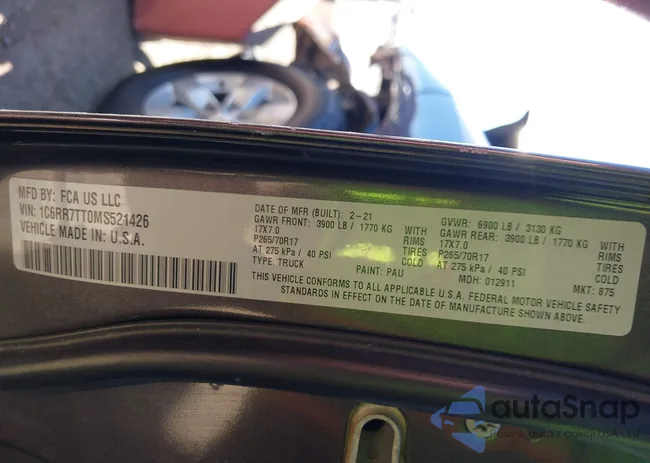 MFD BY: FCA US LLC
VIN: 1C6RR7TT0MS521426
VEHICLE MADE IN: U.S.A.
DATE OF MFR (BUILT): 2-21
GVWR: 6900 LB / 3130 KG
GAWR FRONT: 3900 LB / 1770 KG WITH
GAWR REAR: 3900 LB / 1770 KG WITH
17X7.0 RIMS
17X7.0 RIMS
P265/70R17 TIRES
P265/70R17 TIRES
AT 275 kPa / 40 PSI COLD
AT 275 kPa / 40 PSI COLD
TYPE: TRUCK
PAINT: PAU
MDH: 012911
MKT: 875
THIS VEHICLE CONFORMS TO ALL APPLICABLE U.S.A. FEDERAL MOTOR VEHICLE SAFETY
STANDARDS IN EFFECT ON THE DATE OF MANUFACTURE SHOWN ABOVE.
autoSnap